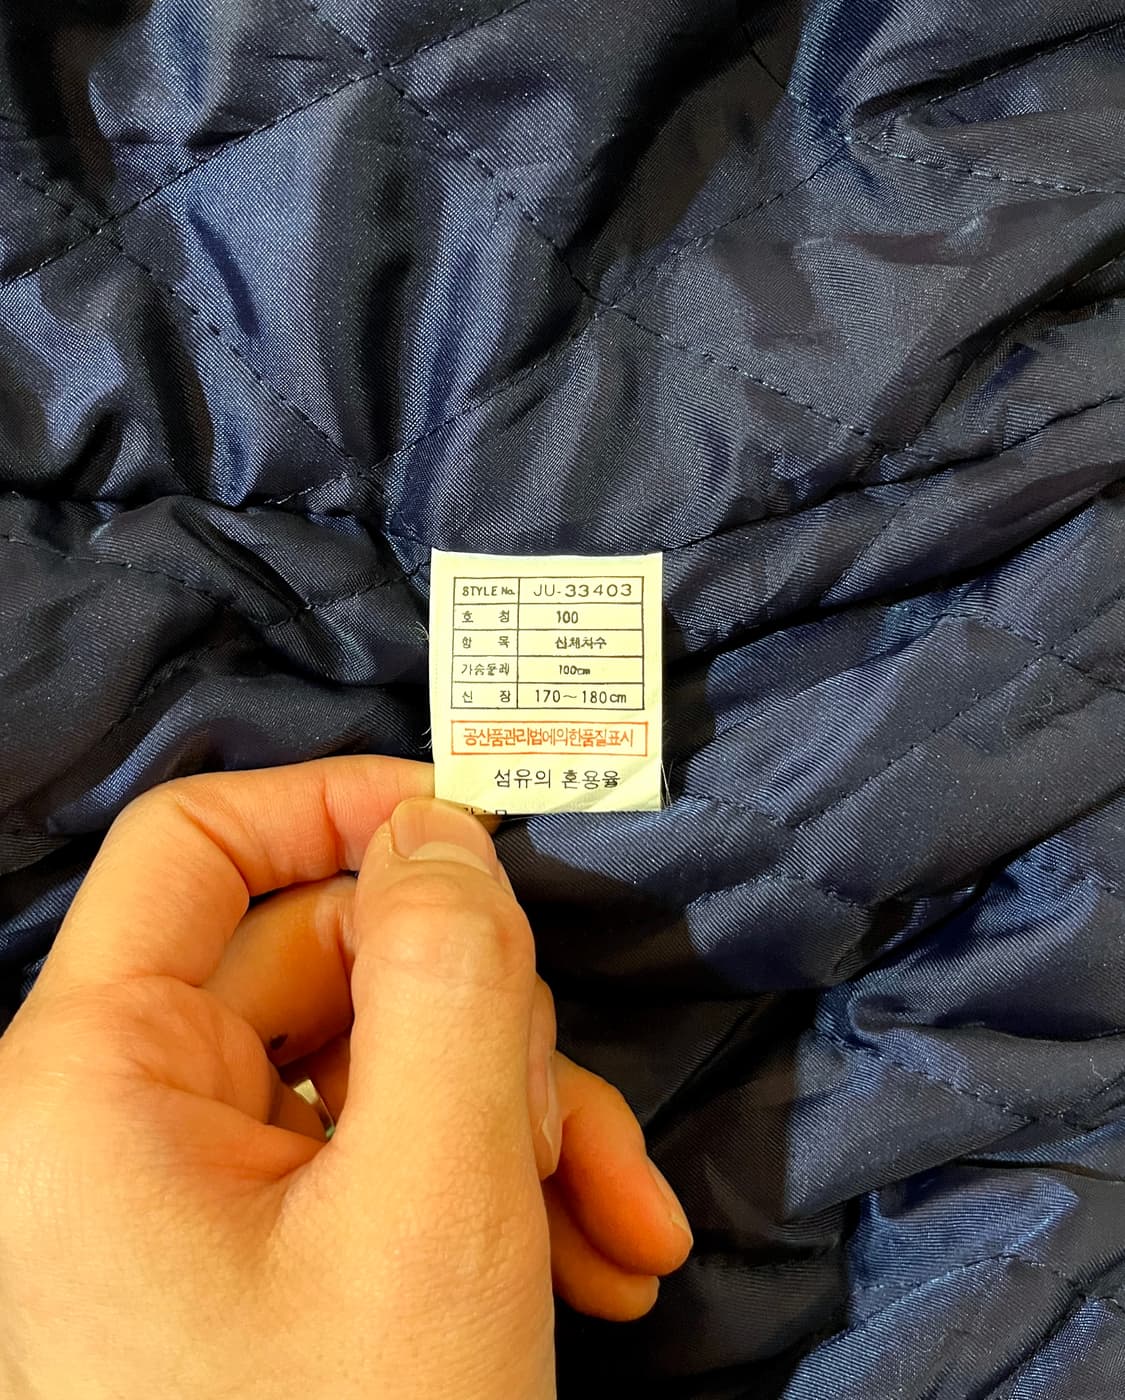 STYLE No. JU-33403
호 칭 100
항 목 신체치수
가슴둘레 100cm
신 장 170～180cm
공산품관리법에의한품질표시
섬유의 혼용율